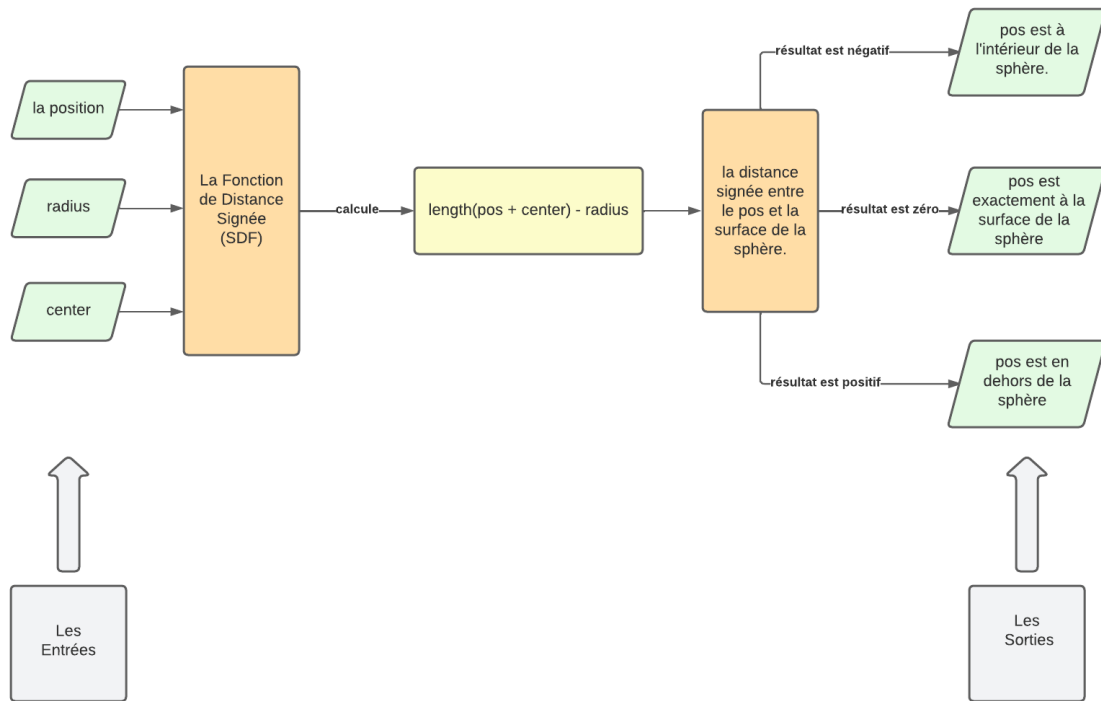 la position
radius
center
La Fonction
de Distance
Signée
(SDF)
calcule
length(pos + center) - radius
la distance
signée entre
le pos et la
surface de la
sphère.
résultat est négatif
résultat est zéro
résultat est positif
pos est à
l'intérieur de la
sphère.
pos est
exactement à la
surface de la
sphère
pos est en
dehors de la
sphère
Les
Entrées
Les
Sorties